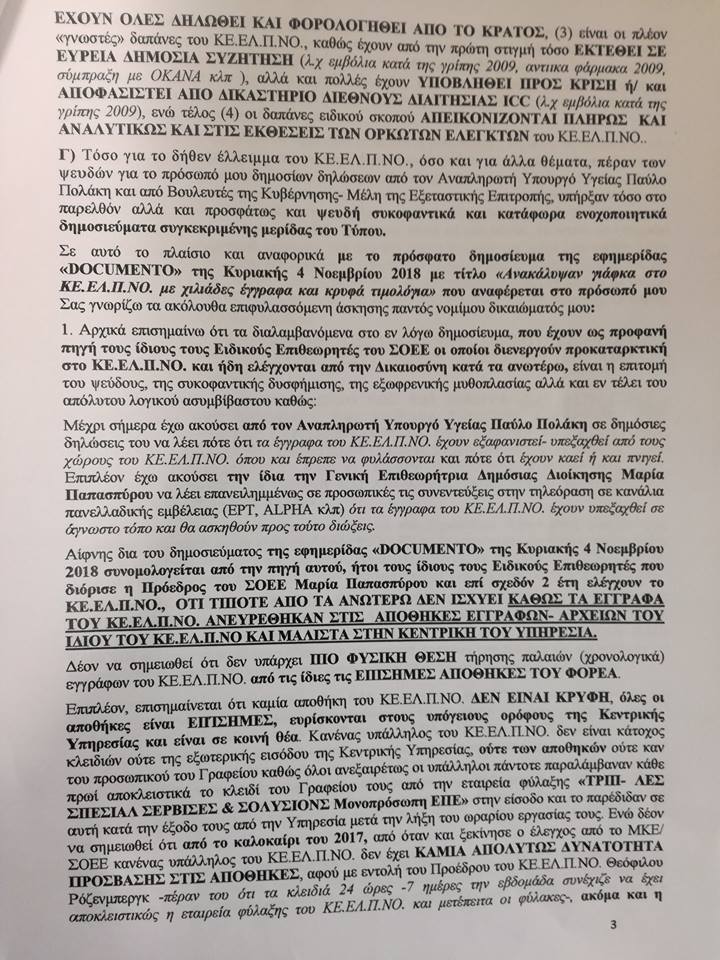 ΕΧΟΥΝ ΟΛΕΣ ΔΗΛΩΘΕΙ ΚΑΙ ΦΟΡΟΛΟΓΗΘΕΙ ΑΠΟ ΤΟ ΚΡΑΤΟΣ, (3) είναι οι πλέον
«γνωστές» δαπάνες του ΚΕ.ΕΛ.Π.ΝΟ., καθώς έχουν από την πρώτη στιγμή τόσο ΕΚΤΕΘΕΙ ΣΕ
ΕΥΡΕΙΑ ΔΗΜΟΣΙΑ ΣΥΖΗΤΗΣΗ (λ.χ εμβόλια κατά της γρίπης 2009, αντιικα φάρμακα 2009,
σύμπραξη με ΟΚΑΝΑ κλπ ), αλλά και πολλές έχουν ΥΠΟΒΛΗΘΕΙ ΠΡΟΣ ΚΡΙΣΗ ή/ και
ΑΠΟΦΑΣΙΣΤΕΙ ΑΠΟ ΔΙΚΑΣΤΗΡΙΟ ΔΙΕΘΝΟΥΣ ΔΙΑΙΤΗΣΙΑΣ ICC (λ.χ εμβόλια κατά της
γρίπης 2009), ενώ τέλος (4) οι δαπάνες ειδικού σκοπού ΑΠΕΙΚΟΝΙΖΟΝΤΑΙ ΠΛΗΡΩΣ ΚΑΙ
ΑΝΑΛΥΤΙΚΩΣ ΚΑΙ ΣΤΙΣ ΕΚΘΕΣΕΙΣ ΤΩΝ ΟΡΚΩΤΩΝ ΕΛΕΓΚΤΩΝ του ΚΕ.ΕΛ.Π.ΝΟ..
Γ) Τόσο για το δήθεν έλλειμμα του ΚΕ.ΕΛ.Π.ΝΟ., όσο και για άλλα θέματα, πέραν των
ψευδών για το πρόσωπό μου δημοσίων δηλώσεων από τον Αναπληρωτή Υπουργό Υγείας Παύλο
Πολάκη και από Βουλευτές της Κυβέρνησης- Μέλη της Εξεταστικής Επιτροπής, υπήρξαν τόσο στο
παρελθόν αλλά και προσφάτως και ψευδή συκοφαντικά και κατάφωρα ενοχοποιητικά
δημοσιεύματα συγκεκριμένης μερίδας του Τύπου.
Σε αυτό το πλαίσιο και αναφορικά με το πρόσφατο δημοσίευμα της εφημερίδας
«DOCUMENTO» της Κυριακής 4 Νοεμβρίου 2018 με τίτλο «Ανακάλυψαν γιάφκα στο
ΚΕ.ΕΛ.Π.ΝΟ. με χιλιάδες έγγραφα και κρυφά τιμολόγια» που αναφέρεται στο πρόσωπό μου
Σας γνωρίζω τα ακόλουθα επιφυλασσόμενη άσκησης παντός νομίμου δικαιώματός μου:
1. Αρχικά επισημαίνω ότι τα διαλαμβανόμενα στο εν λόγω δημοσίευμα, που έχουν ως προφανή
πηγή τους ίδιους τους Ειδικούς Επιθεωρητές του ΣΟΕΕ οι οποίοι διενεργούν προκαταρκτική
στο ΚΕ.ΕΛ.Π.ΝΟ. και ήδη ελέγχονται από την Δικαιοσύνη κατά τα ανωτέρω, είναι η επιτομή
του ψεύδους, της συκοφαντικής δυσφήμισης, της εξωφρενικής μυθοπλασίας αλλά και εν τέλει του
απόλυτου λογικού ασυμβίβαστου καθώς:
Μέχρι σήμερα έχω ακούσει από τον Αναπληρωτή Υπουργό Υγείας Παύλο Πολάκη σε δημόσιες
δηλώσεις του να λέει πότε ότι τα έγγραφα του ΚΕ.ΕΛ.Π.ΝΟ. έχουν εξαφανιστεί- υπεξαχθεί από τους
χώρους του ΚΕ.ΕΛ.Π.ΝΟ. όπου και έπρεπε να φυλάσσονται και πότε ότι έχουν καεί ή και πνιγεί.
Επιπλέον έχω ακούσει την ίδια την Γενική Επιθεωρήτρια Δημόσιας Διοίκησης Μαρία
Παπασπύρου να λέει επανειλημμένως σε προσωπικές τις συνεντεύξεις στην τηλεόραση σε κανάλια
πανελλαδικής εμβέλειας (ΕΡΤ, ALPHA κλπ) ότι τα έγγραφα του ΚΕ.ΕΛ.Π.ΝΟ. έχουν υπεξαχθεί σε
άγνωστο τόπο και θα ασκηθούν προς τούτο διώξεις.
Αίφνης δια του δημοσιεύματος της εφημερίδας «DOCUMENTO» της Κυριακής 4 Νοεμβρίου
2018 συνομολογείται από την πηγή αυτού, ήτοι τους ίδιους τους Ειδικούς Επιθεωρητές που
διόρισε η Πρόεδρος του ΣΟΕΕ Μαρία Παπασπύρου και επί σχεδόν 2 έτη ελέγχουν το
ΚΕ.ΕΛ.Π.ΝΟ., ΟΤΙ ΤΙΠΟΤΕ ΑΠΟ ΤΑ ΑΝΩΤΕΡΩ ΔΕΝ ΙΣΧΥΕΙ ΚΑΘΩΣ ΤΑ ΕΓΓΡΑΦΑ
ΤΟΥ ΚΕ.ΕΛ.Π.ΝΟ. ΑΝΕΥΡΕΘΗΚΑΝ ΣΤΙΣ ΑΠΟΘΗΚΕΣ ΕΓΓΡΑΦΩΝ- ΑΡΧΕΙΩΝ ΤΟΥ
ΙΔΙΟΥ ΤΟΥ ΚΕ.ΕΛ.Π.ΝΟ ΚΑΙ ΜΑΛΙΣΤΑ ΣΤΗΝ ΚΕΝΤΡΙΚΗ ΤΟΥ ΥΠΗΡΕΣΙΑ.
Δέον να σημειωθεί ότι δεν υπάρχει ΠΙΟ ΦΥΣΙΚΗ ΘΕΣΗ τήρησης παλαιών (χρονολογικά)
εγγράφων του ΚΕ.ΕΛ.Π.ΝΟ. από τις ίδιες τις ΕΠΙΣΗΜΕΣ ΑΠΟΘΗΚΕΣ ΤΟΥ ΦΟΡΕΑ.
Επιπλέον, επισημαίνεται ότι καμία αποθήκη του ΚΕ.ΕΛ.Π.ΝΟ. ΔΕΝ ΕΙΝΑΙ ΚΡΥΦΗ, όλες οι
αποθήκες είναι ΕΠΙΣΗΜΕΣ, ευρίσκονται στους υπόγειους ορόφους της Κεντρικής
Υπηρεσίας και είναι σε κοινή θέα. Κανένας υπάλληλος του ΚΕ.ΕΛ.Π.ΝΟ. δεν είναι κάτοχος
κλειδιών ούτε της εξωτερικής εισόδου της Κεντρικής Υπηρεσίας, ούτε των αποθηκών ούτε καν
του προσωπικού του Γραφείου καθώς όλοι ανεξαιρέτως οι υπάλληλοι πάντοτε παραλάμβαναν κάθε
πρωί αποκλειστικά το κλειδί του Γραφείου τους από την εταιρεία φύλαξης «ΤΡΙΠ- ΛΕΣ
ΣΠΕΣΙΑΛ ΣΕΡΒΙΣΕΣ & ΣΟΛΥΣΙΟΝΣ Μονοπρόσωπη ΕΠΕ» στην είσοδο και το παρέδιδαν σε
αυτή κατά την έξοδο τους από την Υπηρεσία μετά την λήξη του ωραρίου εργασίας τους. Ενώ δέον
να σημειωθεί ότι από το καλοκαίρι του 2017, από όταν και ξεκίνησε ο έλεγχος από το ΜΚΕ/
ΣΟΕΕ κανένας υπάλληλος του ΚΕ.ΕΛ.Π.ΝΟ. δεν έχει ΚΑΜΙΑ ΑΠΟΛΥΤΩΣ ΔΥΝΑΤΟΤΗΤΑ
ΠΡΟΣΒΑΣΗΣ ΣΤΙΣ ΑΠΟΘΗΚΕΣ, αφού με εντολή του Προέδρου του ΚΕ.ΕΛ.Π.ΝΟ. Θεόφιλου
Ρόζενμπεργκ -πέραν του ότι τα κλειδιά 24 ώρες -7 ημέρες την εβδομάδα συνέχιζε να έχει
αποκλειστικώς η εταιρεία φύλαξης του ΚΕ.ΕΛ.Π.ΝΟ. και μετέπειτα οι φύλακες-, ακόμα και η
3